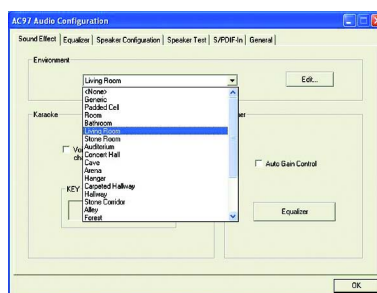 AC97 Audio Configuration
Sound Effect Equalizer Speaker Configuration Speaker Test S/PDIF-In General
Environment
Living Room
Edit...
<None>
Generic
Padded Cell
Room
Bathroom
Living Room
Stone Room
Auditorium
Concert Hall
Cave
Arena
Hanger
Carpeted Hallway
Hallway
Stone Corridor
Alley
Forest
Karaoke
KEY
Auto Gain Control
Equalizer
OK